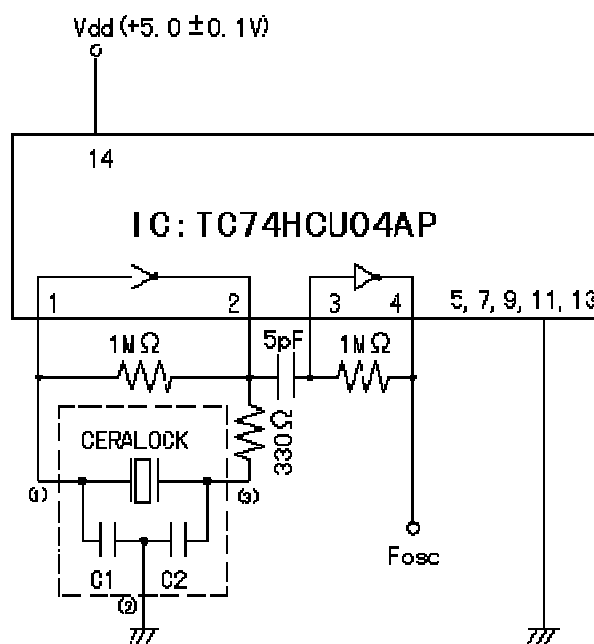 Vdd (+5.0 ±0.1V)
14
IC: TC74HCU04AP
1 2 3 4 5, 7, 9, 11, 13
1MΩ 5pF 1MΩ
330Ω
CERALOCK
(1) (3)
Fosc
C1 C2
(2)